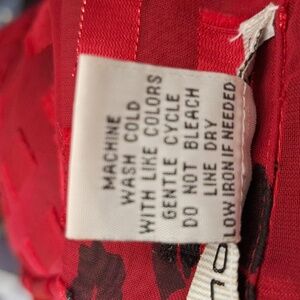 MACHINE
WASH COLD
WITH LIKE COLORS
GENTLE CYCLE
DO NOT BLEACH
LINE DRY
LOW IRON IF NEEDED